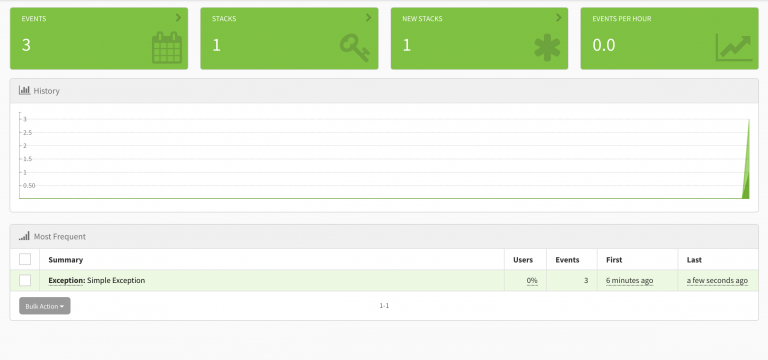 EVENTS
3
STACKS
1
NEW STACKS
1
EVENTS PER HOUR
0.0
History
3
2.5
2
1.5
1
0.50
Most Frequent
Summary Users Events First Last
Exception: Simple Exception 0% 3 6 minutes ago a few seconds ago
Bulk Action 1-1